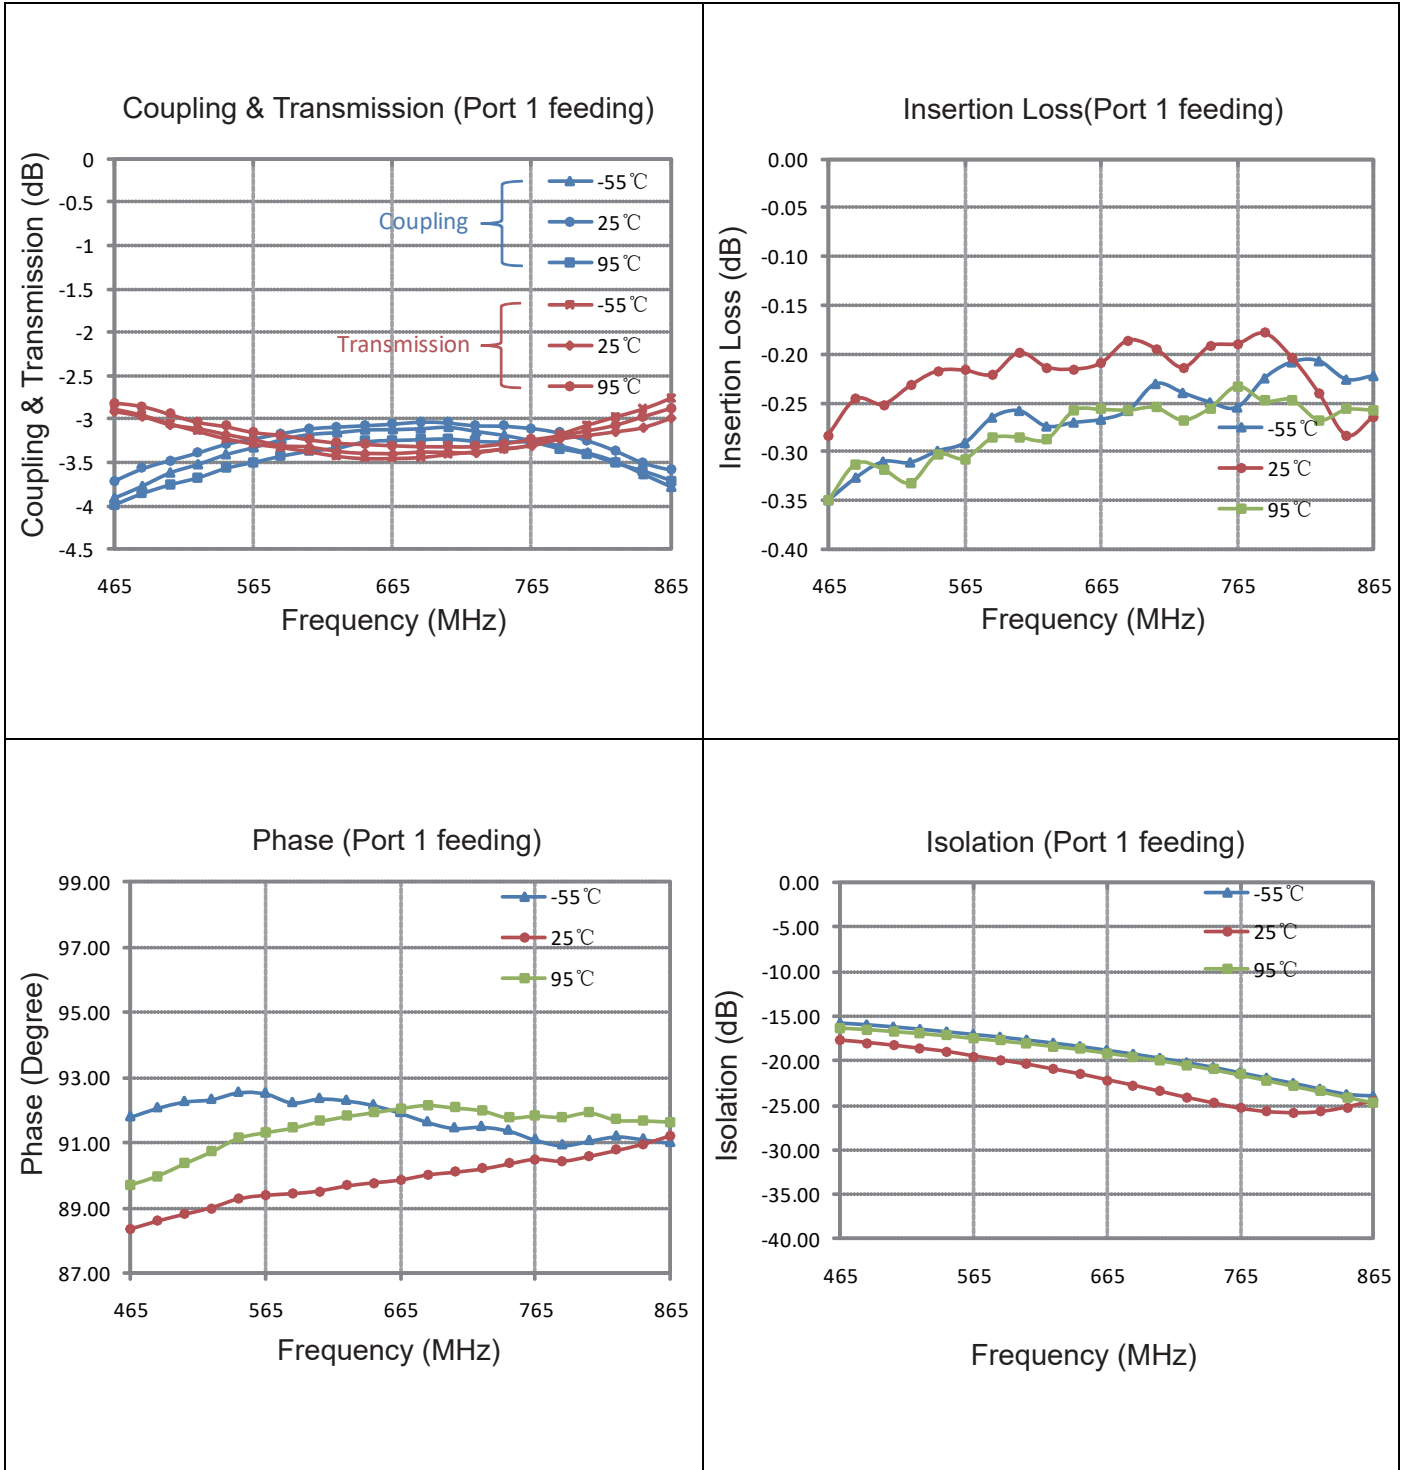 Coupling & Transmission (Port 1 feeding)
Coupling & Transmission (dB)
0
-0.5
-1
-1.5
-2
-2.5
-3
-3.5
-4
-4.5
Coupling
-55℃
25℃
95℃
Transmission
-55℃
25℃
95℃
465 565 665 765 865
Frequency (MHz)
Insertion Loss(Port 1 feeding)
Insertion Loss (dB)
0.00
-0.05
-0.10
-0.15
-0.20
-0.25
-0.30
-0.35
-0.40
-55℃
25℃
95℃
465 565 665 765 865
Frequency (MHz)
Phase (Port 1 feeding)
Phase (Degree)
99.00
97.00
95.00
93.00
91.00
89.00
87.00
-55℃
25℃
95℃
465 565 665 765 865
Frequency (MHz)
Isolation (Port 1 feeding)
Isolation (dB)
0.00
-5.00
-10.00
-15.00
-20.00
-25.00
-30.00
-35.00
-40.00
-55℃
25℃
95℃
465 565 665 765 865
Frequency (MHz)